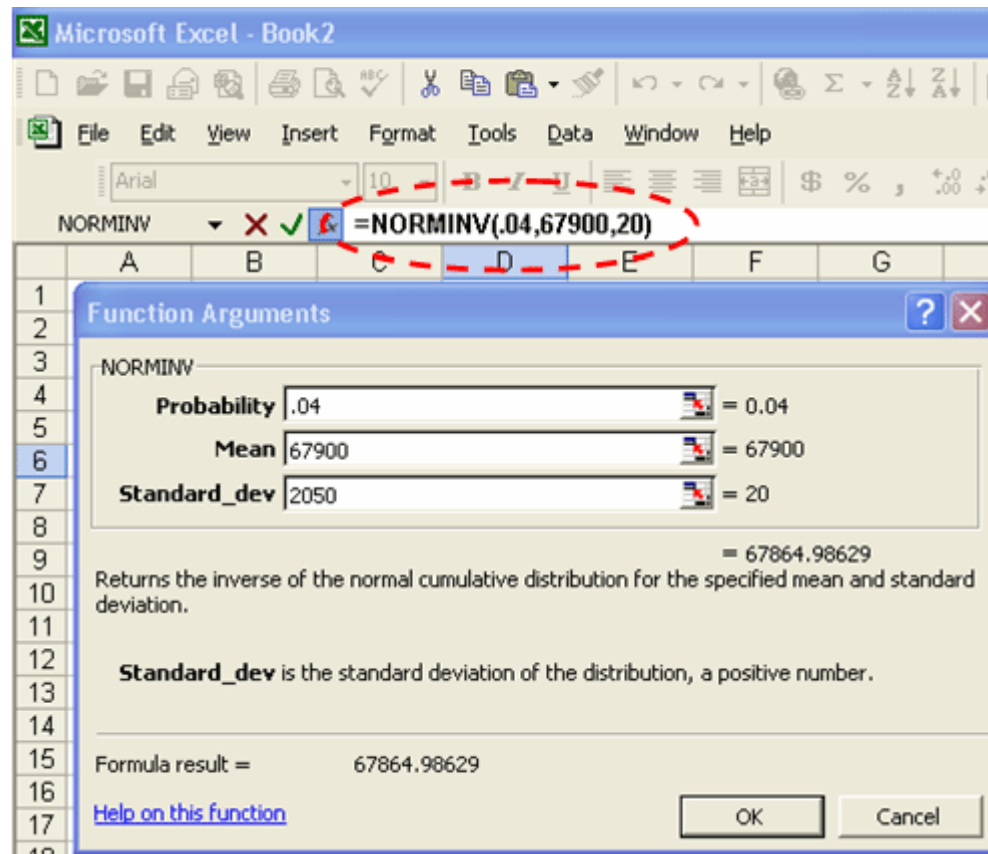 Microsoft Excel - Book2
ABC
Σ A Z Z A
File Edit View Insert Format Tools Data Window Help
Arial 10 B I U $ % , .00
NORMINV fx =NORMINV(.04,67900,20)
A B C D E F G
1
2
3
4
5
6
7
8
9
10
11
12
13
14
15
16
17
18
Function Arguments ?
NORMINV
Probability .04 = 0.04
Mean 67900 = 67900
Standard_dev 2050 = 20
= 67864.98629
Returns the inverse of the normal cumulative distribution for the specified mean and standard
deviation.
Standard_dev is the standard deviation of the distribution, a positive number.
Formula result = 67864.98629
Help on this function OK Cancel